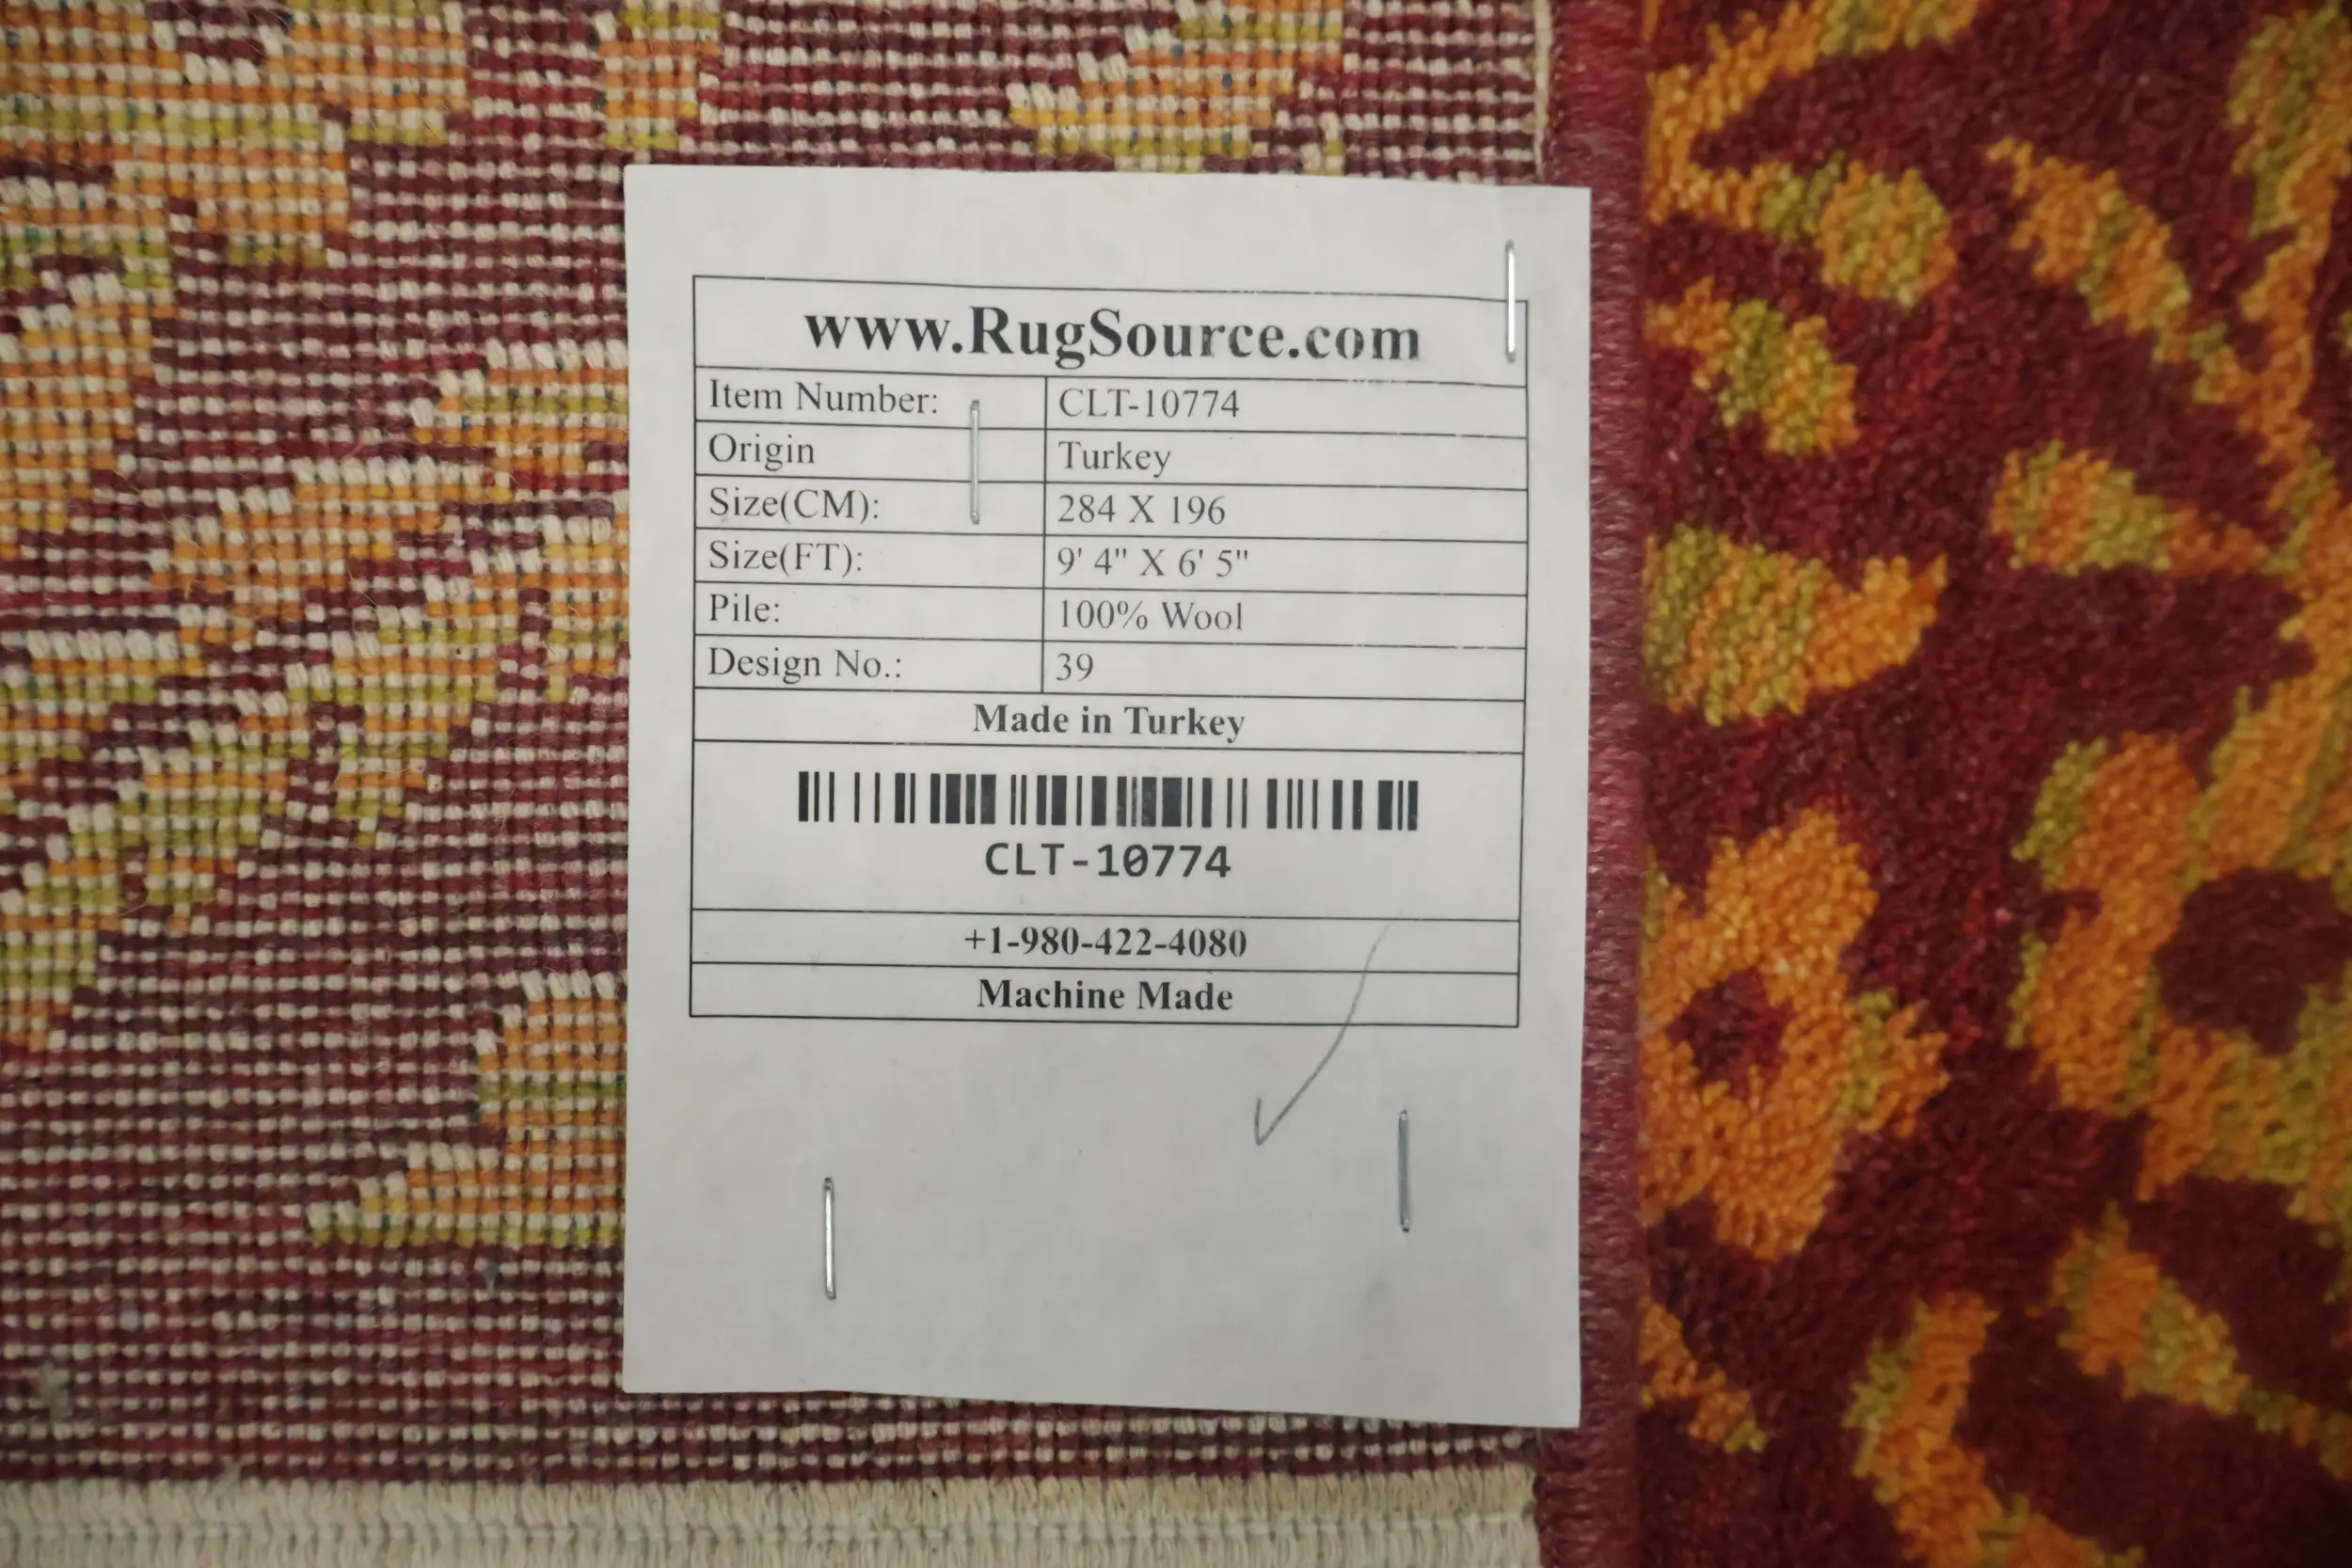 www.RugSource.com
Item Number: CLT-10774
Origin Turkey
Size(CM): 284 X 196
Size(FT): 9' 4" X 6' 5"
Pile: 100% Wool
Design No.: 39
Made in Turkey
CLT-10774
+1-980-422-4080
Machine Made